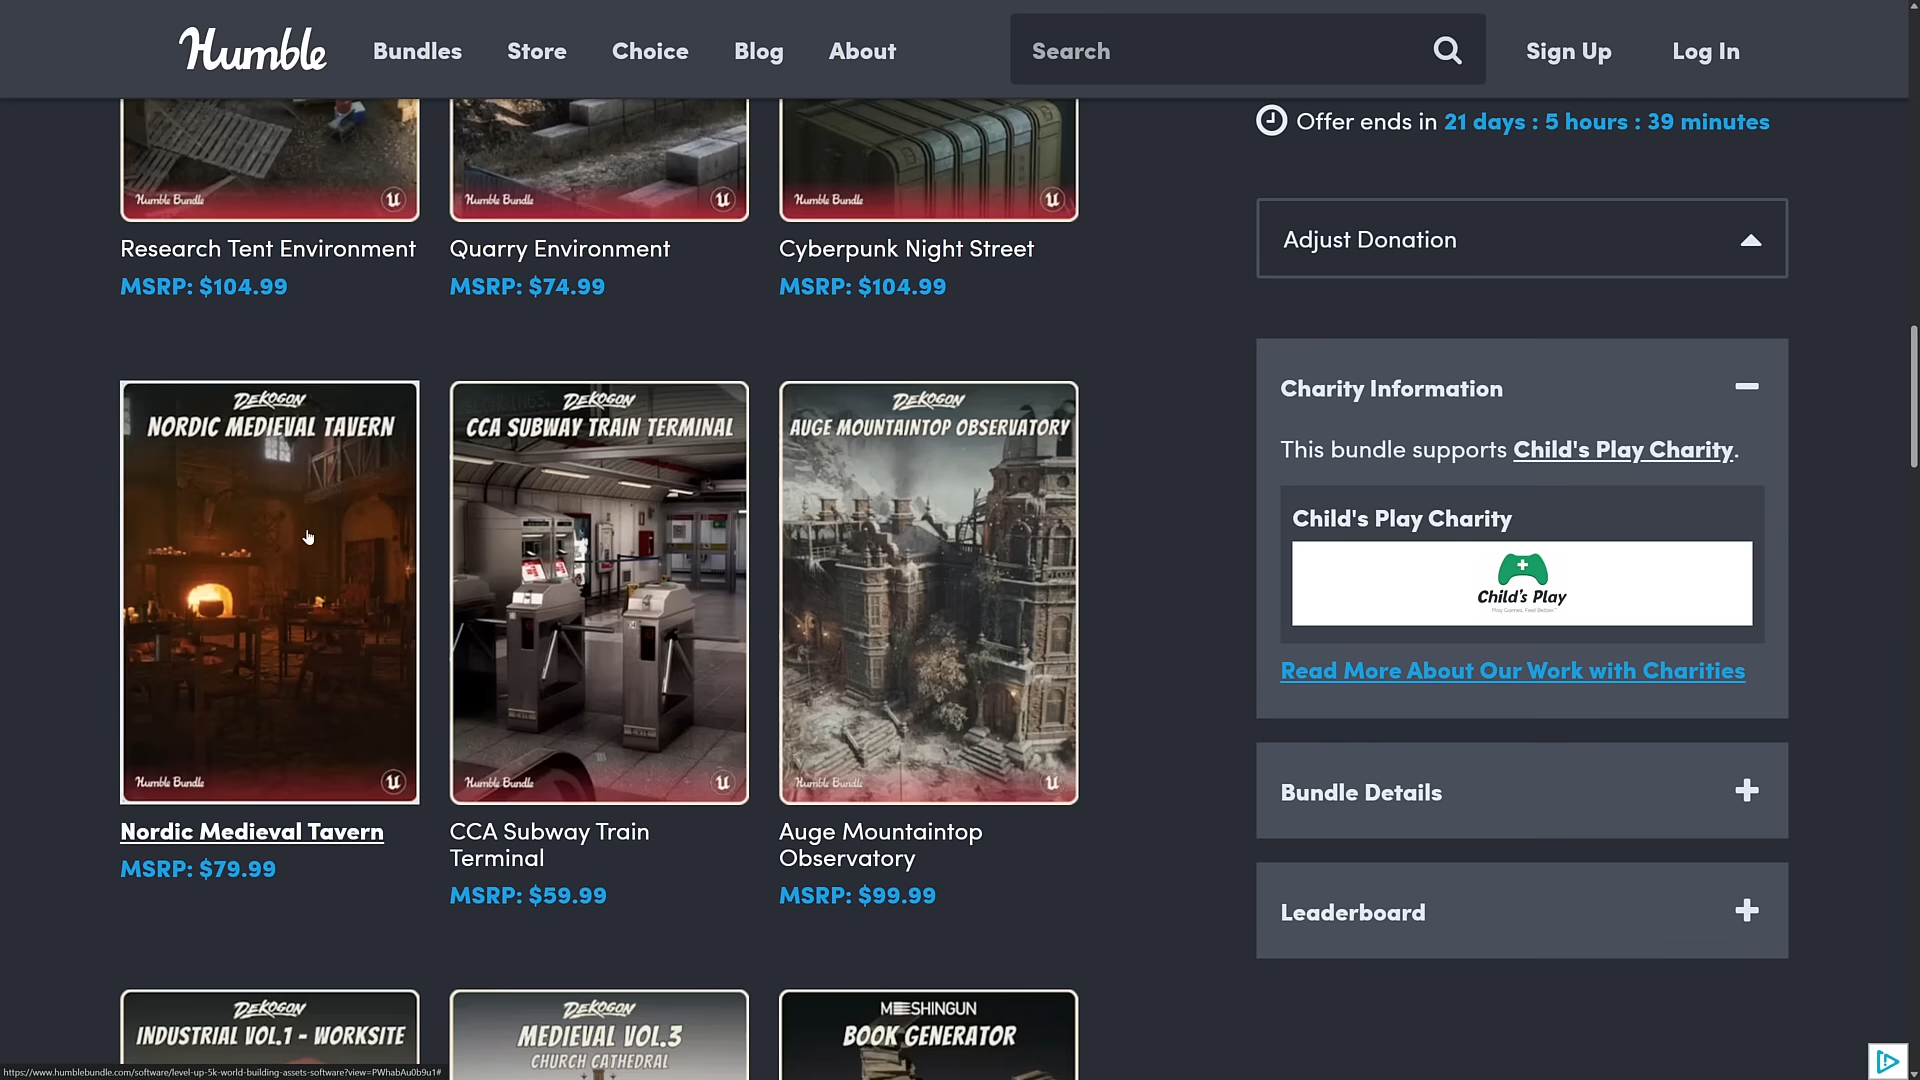 Humble
Bundles
Store
Choice
Blog
About
Search
Sign Up
Log In
Humble Bundle
Humble Bundle
Humble Bundle
Research Tent Environment
MSRP: $104.99
Quarry Environment
MSRP: $74.99
Cyberpunk Night Street
MSRP: $104.99
DEKOGON
NORDIC MEDIEVAL TAVERN
Humble Bundle
Nordic Medieval Tavern
MSRP: $79.99
DEKOGON
CCA SUBWAY TRAIN TERMINAL
EXIT
EXIT
Humble Bundle
CCA Subway Train
Terminal
MSRP: $59.99
DEKOGON
AUGE MOUNTAINTOP OBSERVATORY
Humble Bundle
Auge Mountaintop
Observatory
MSRP: $99.99
DEKOGON
INDUSTRIAL VOL.1 - WORKSITE
DEKOGON
MEDIEVAL VOL.3
CHURCH CATHEDRAL
MESHINGUN
BOOK GENERATOR
Offer ends in 21 days : 5 hours : 39 minutes
Adjust Donation
Charity Information
This bundle supports Child's Play Charity.
Child's Play Charity
Child's Play
Play Games. Feel Better.
Read More About Our Work with Charities
Bundle Details
Leaderboard
https://www.humblebundle.com/software/level-up-5k-world-building-assets-software?view=PWhabAu0b9u1#